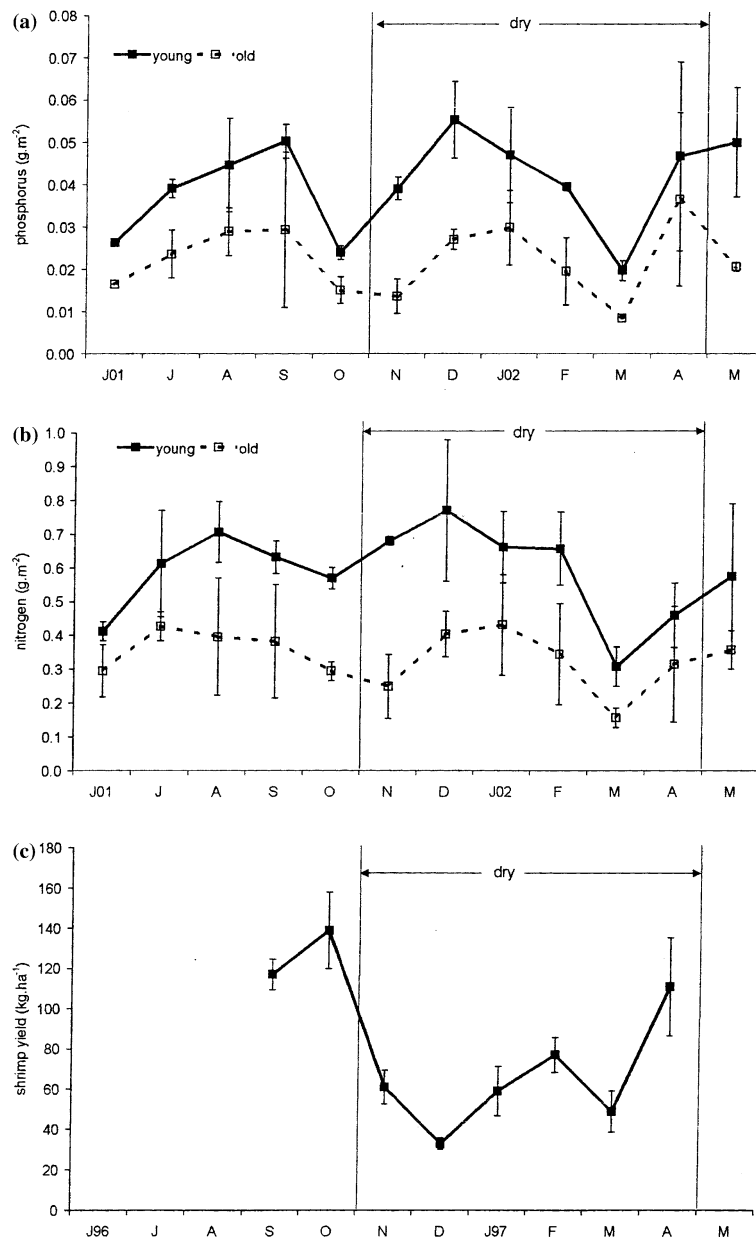 (a)
0.08
0.07
0.06
0.05
0.04
0.03
0.02
0.01
0.00
phosphorus (g.m⁻²)
young old
dry
J01 J A S O N D J02 F M A M
(b)
1.0
0.9
0.8
0.7
0.6
0.5
0.4
0.3
0.2
0.1
0.0
nitrogen (g.m⁻²)
young old
dry
J01 J A S O N D J02 F M A M
(c)
180
160
140
120
100
80
60
40
20
0
shrimp yield (kg.ha⁻¹)
dry
J96 J A S O N D J97 F M A M